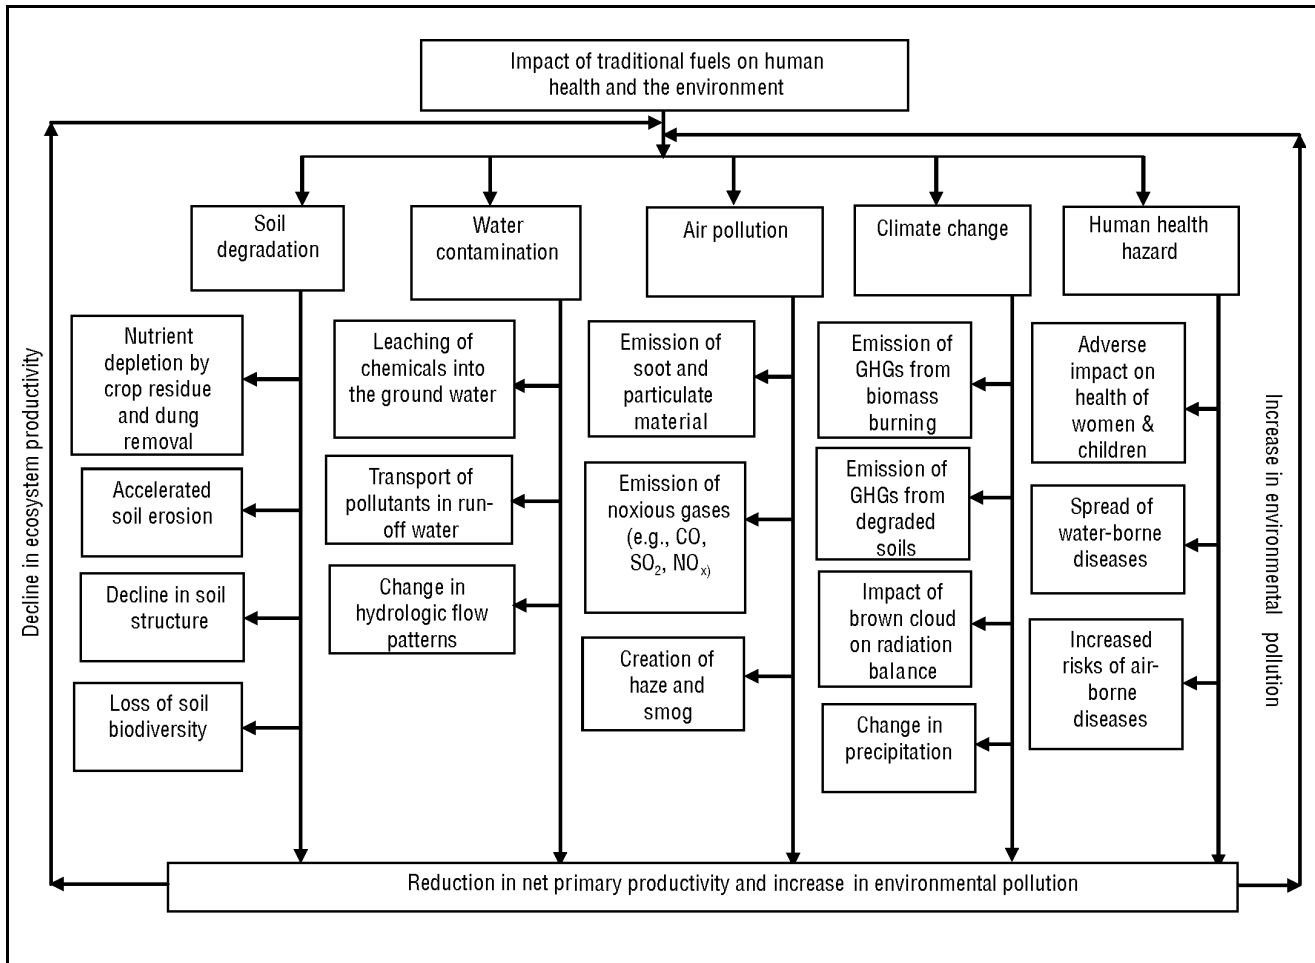 Impact of traditional fuels on human
health and the environment
Soil
degradation
Water
contamination
Air pollution
Climate change
Human health
hazard
Nutrient
depletion by
crop residue
and dung
removal
Accelerated
soil erosion
Decline in soil
structure
Loss of soil
biodiversity
Leaching of
chemicals into
the ground water
Transport of
pollutants in run-
off water
Change in
hydrologic flow
patterns
Emission of
soot and
particulate
material
Emission of
noxious gases
(e.g., CO,
SO₂, NOₓ₎
Creation of
haze and
smog
Emission of
GHGs from
biomass
burning
Emission of
GHGs from
degraded
soils
Impact of
brown cloud
on radiation
balance
Change in
precipitation
Adverse
impact on
health of
women &
children
Spread of
water-borne
diseases
Increased
risks of air-
borne
diseases
Decline in ecosystem productivity
Increase in environmental pollution
Reduction in net primary productivity and increase in environmental pollution